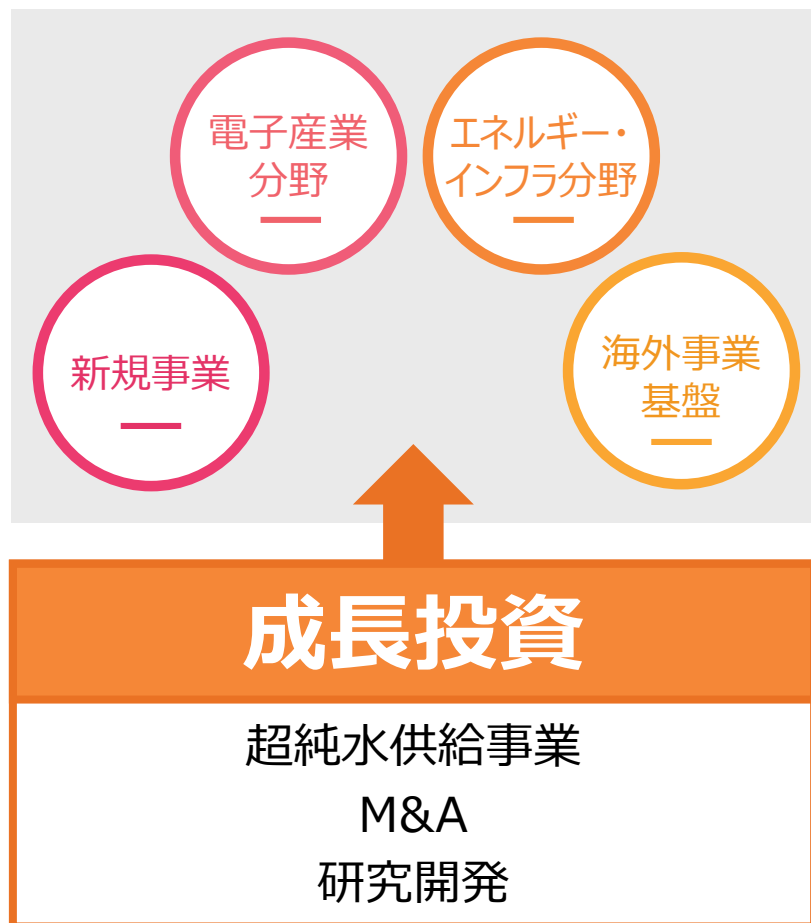 電子産業
分野
エネルギー・
インフラ分野
新規事業
海外事業
基盤
成長投資
超純水供給事業
M&A
研究開発